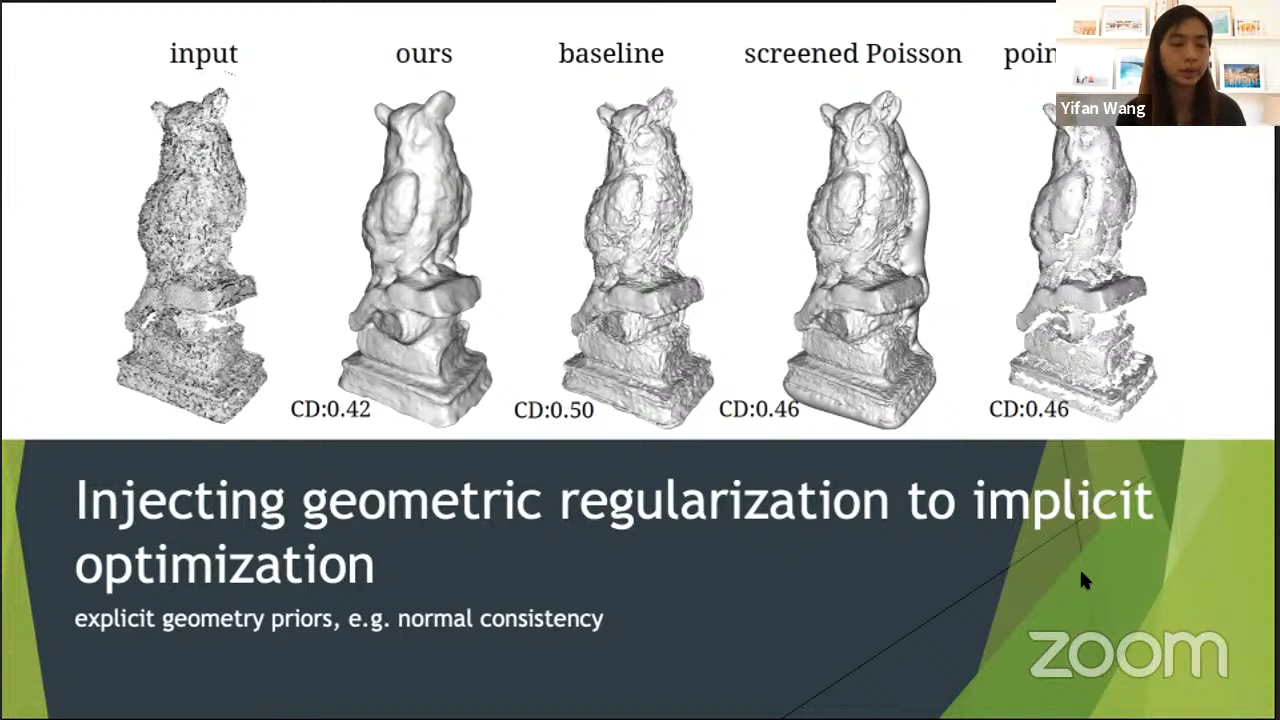 input ours baseline screened Poisson poin
Yifan Wang
CD:0.42 CD:0.50 CD:0.46 CD:0.46
Injecting geometric regularization to implicit
optimization
explicit geometry priors, e.g. normal consistency
zoom